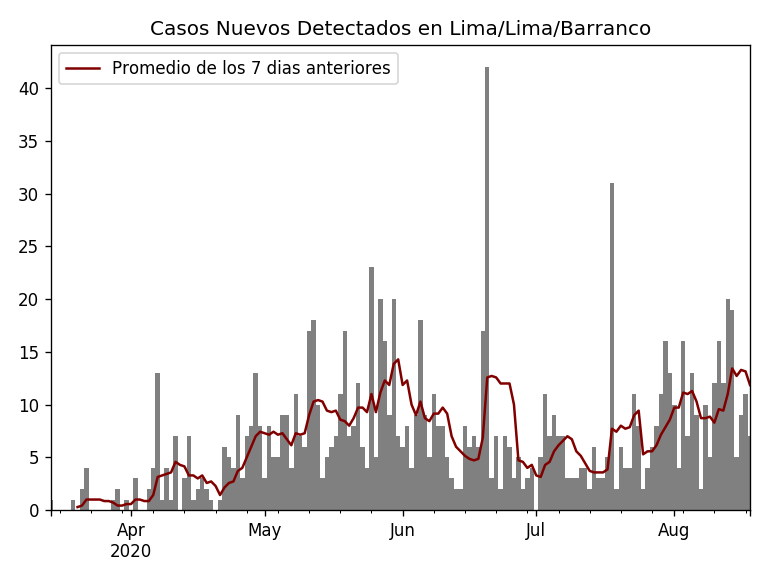 Casos Nuevos Detectados en Lima/Lima/Barranco
Promedio de los 7 dias anteriores
40
35
30
25
20
15
10
5
0
Apr
2020
May
Jun
Jul
Aug